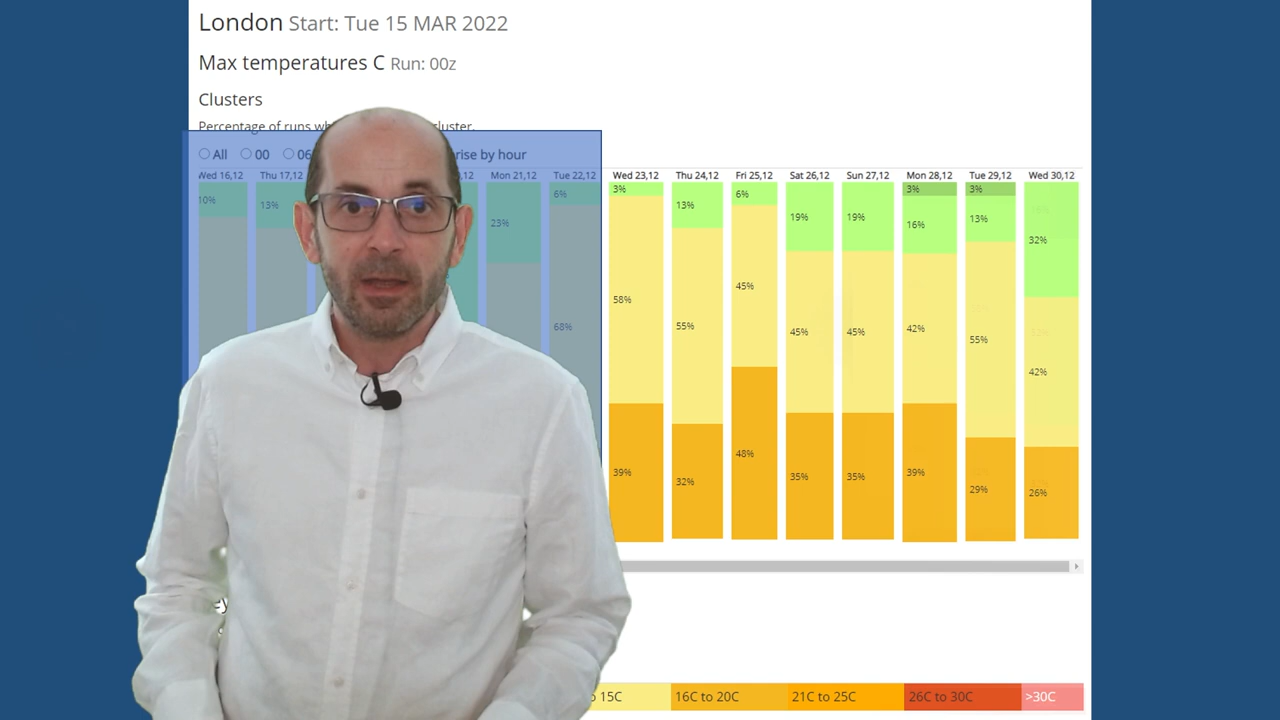 London Start: Tue 15 MAR 2022
Max temperatures C Run: 00z
Clusters
Percentage of runs cluster.
All 00 06 by hour
Wed 16,12 Thu 17,12 Mon 21,12 Tue 22,12 Wed 23,12 Thu 24,12 Fri 25,12 Sat 26,12 Sun 27,12 Mon 28,12 Tue 29,12 Wed 30,12
10% 13% 23% 6% 3% 13% 6% 19% 19% 3% 3% 32%
16% 13%
68% 58% 55% 45% 45% 45% 42% 55% 42%
39% 32% 48% 35% 35% 39% 29% 26%
15C 16C to 20C 21C to 25C 26C to 30C >30C